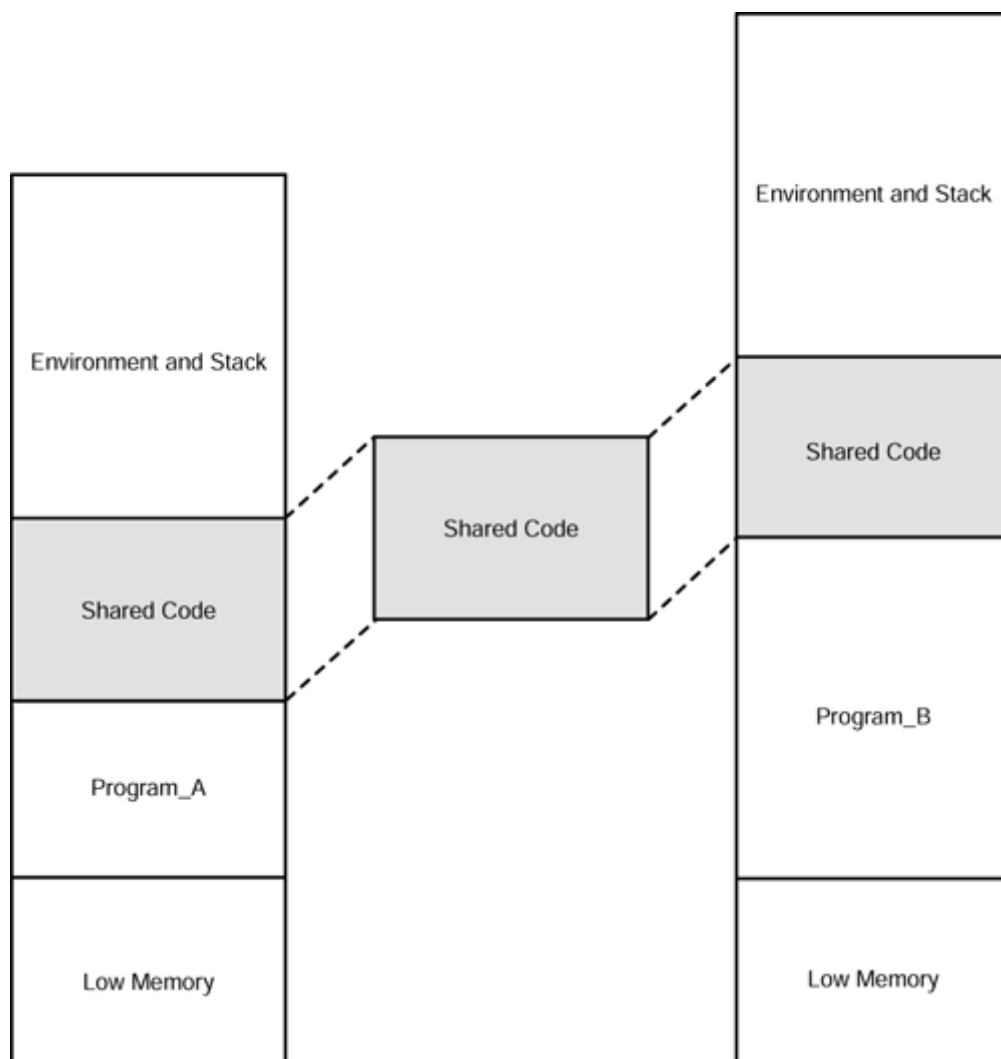 Environment and Stack
Shared Code
Program_A
Low Memory
Shared Code
Environment and Stack
Shared Code
Program_B
Low Memory